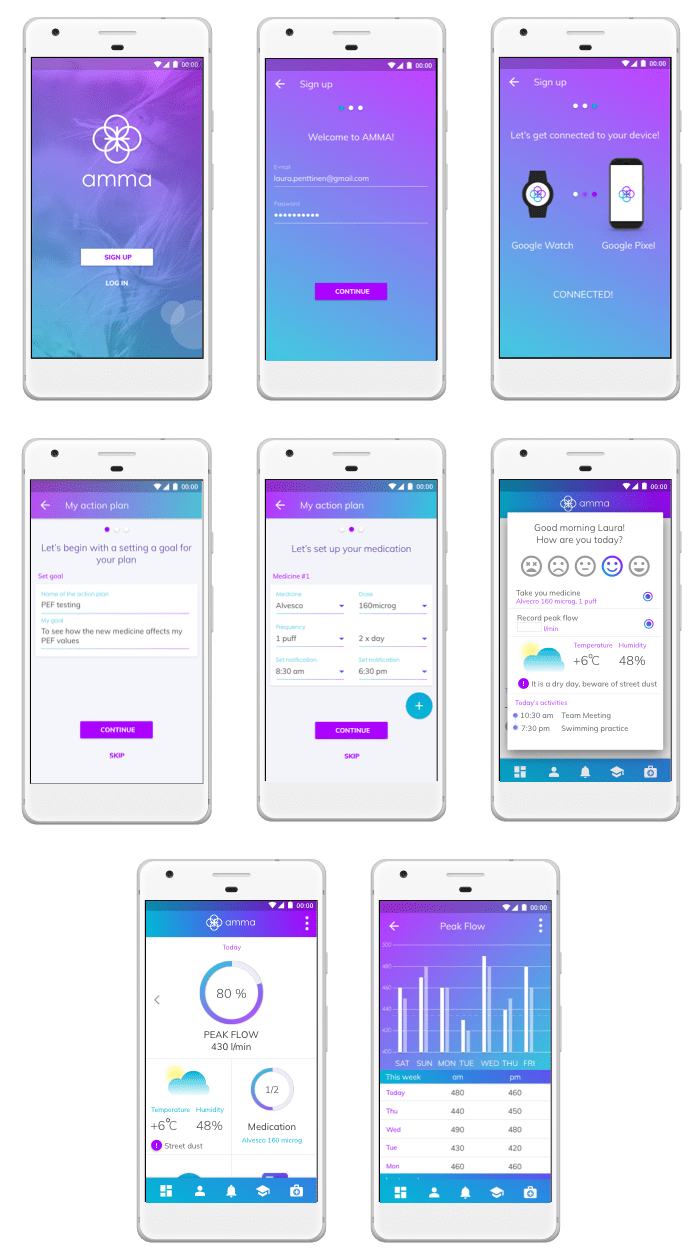 00:00
amma
SIGN UP
LOG IN
00:00
Sign up
Welcome to AMMA!
E-mail
laura.penttinen@gmail.com
Password
CONTINUE
00:00
Sign up
Let's get connected to your device!
Google Watch Google Pixel
CONNECTED!
00:00
My action plan
Let's begin with a setting a goal for
your plan
Set goal
Name of the action plan
PEF testing
My goal
To see how the new medicine affects my
PEF values
CONTINUE
SKIP
00:00
My action plan
Let's set up your medication
Medicine #1
Medicine Dose
Alvesco 160microg
Frequency
1 puff 2 x day
Set notification Set notification
8:30 am 6:30 pm
+
CONTINUE
SKIP
00:00
amma
Good morning Laura!
How are you today?
Take you medicine
Alvecro 160 microg, 1 puff
Record peak flow
l/min
Temperature Humidity
+6°C 48%
! It is a dry day, beware of street dust
Today's activities
10:30 am Team Meeting
7:30 pm Swimming practice
00:00
amma
Today
80 %
PEAK FLOW
430 l/min
Temperature Humidity
+6°C 48%
! Street dust
1/2
Medication
Alvesco 160 microg
00:00
Peak Flow
500
480
460
440
420
400
SAT SUN MON TUE WED THU FRI
This week am pm
Today 480 460
Thu 440 450
Wed 490 480
Tue 430 420
Mon 460 460